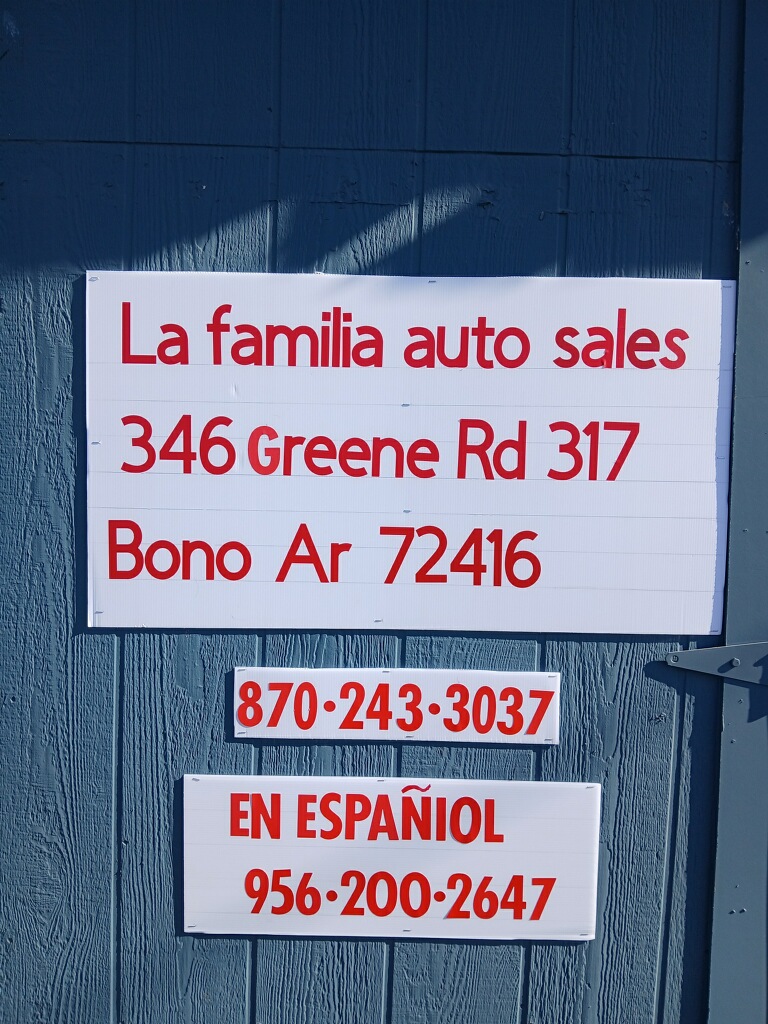 La familia auto sales
346 Greene Rd 317
Bono Ar 72416
870·243·3037
EN ESPAÑIOL
956·200·2647